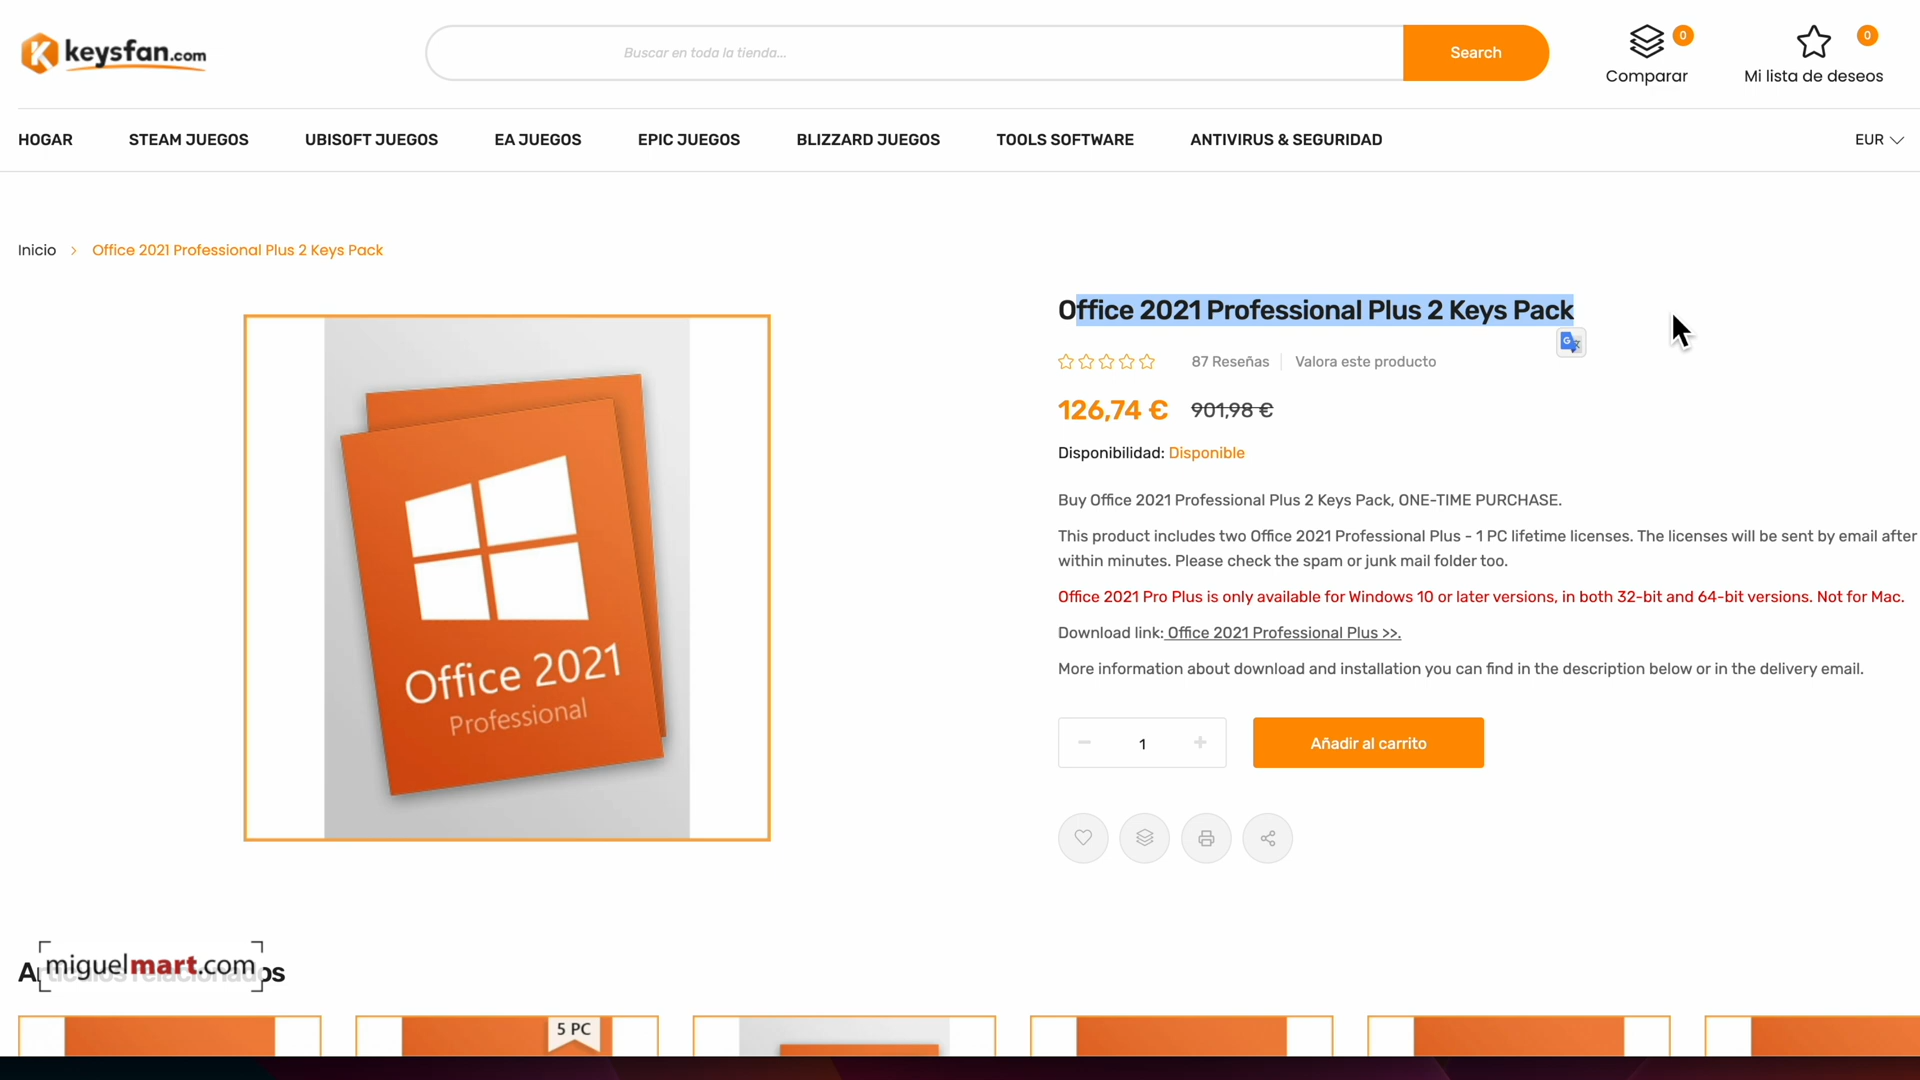 keysfan.com
Buscar en toda la tienda...
Search
0
Comparar
0
Mi lista de deseos
HOGAR
STEAM JUEGOS
UBISOFT JUEGOS
EA JUEGOS
EPIC JUEGOS
BLIZZARD JUEGOS
TOOLS SOFTWARE
ANTIVIRUS & SEGURIDAD
EUR
Inicio > Office 2021 Professional Plus 2 Keys Pack
Office 2021
Professional
Office 2021 Professional Plus 2 Keys Pack
87 Reseñas
Valora este producto
126,74 € 901,98 €
Disponibilidad: Disponible
Buy Office 2021 Professional Plus 2 Keys Pack, ONE-TIME PURCHASE.
This product includes two Office 2021 Professional Plus - 1 PC lifetime licenses. The licenses will be sent by email after
within minutes. Please check the spam or junk mail folder too.
Office 2021 Pro Plus is only available for Windows 10 or later versions, in both 32-bit and 64-bit versions. Not for Mac.
Download link: Office 2021 Professional Plus >>.
More information about download and installation you can find in the description below or in the delivery email.
1
Añadir al carrito
miguelmart.com
5 PC